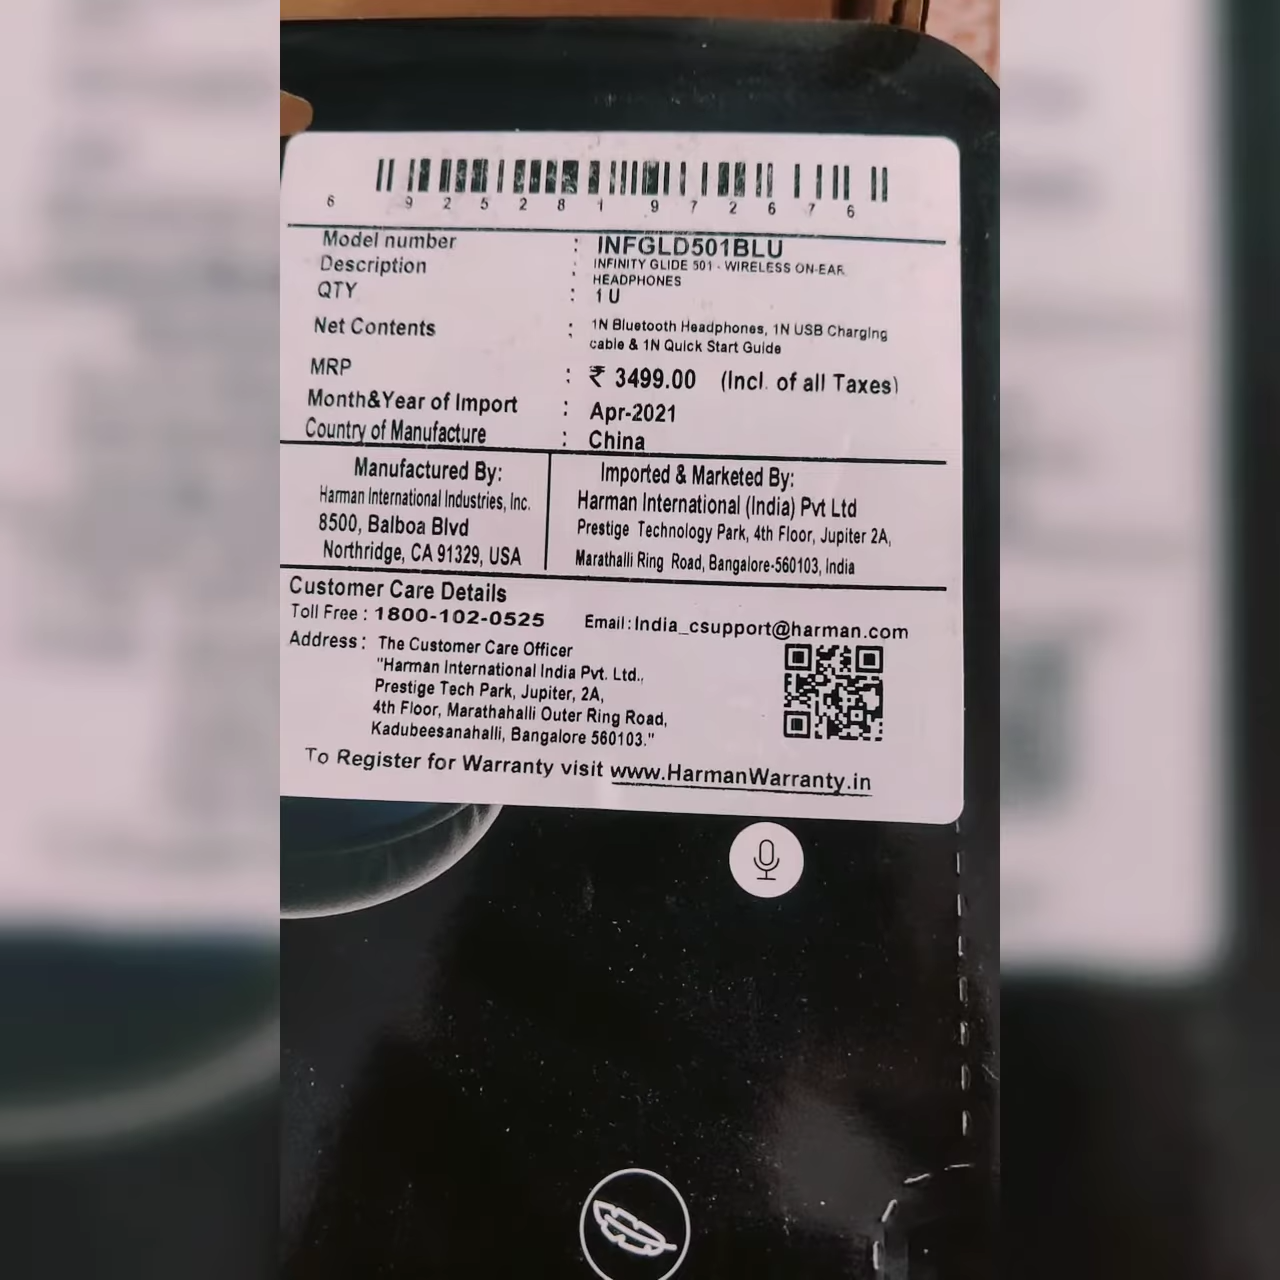 6 925281 972676
Model number : INFGLD501BLU
Description : INFINITY GLIDE 501 - WIRELESS ON-EAR
HEADPHONES
QTY : 1 U
Net Contents : 1N Bluetooth Headphones, 1N USB Charging
cable & 1N Quick Start Guide
MRP : ₹ 3499.00 (Incl. of all Taxes)
Month&Year of Import : Apr-2021
Country of Manufacture : China
Manufactured By:
Harman International Industries, Inc.
8500, Balboa Blvd
Northridge, CA 91329, USA
Imported & Marketed By:
Harman International (India) Pvt Ltd
Prestige Technology Park, 4th Floor, Jupiter 2A,
Marathalli Ring Road, Bangalore-560103, India
Customer Care Details
Toll Free : 1800-102-0525 Email : India_csupport@harman.com
Address : The Customer Care Officer
"Harman International India Pvt. Ltd.,
Prestige Tech Park, Jupiter, 2A,
4th Floor, Marathahalli Outer Ring Road,
Kadubeesanahalli, Bangalore 560103."
To Register for Warranty visit www.HarmanWarranty.in